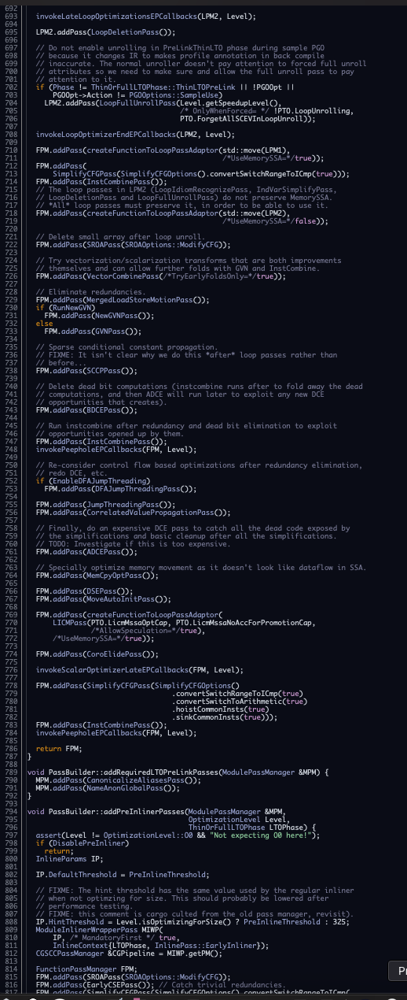 692
693 invokeLateLoopOptimizationsEPCallbacks(LPM2, Level);
694
695 LPM2.addPass(LoopDeletionPass());
696
697 // Do not enable unrolling in PreLinkThinLTO phase during sample PGO
698 // because it changes IR to makes profile annotation in back compile
699 // inaccurate. The normal unroller doesn't pay attention to forced full unroll
700 // attributes so we need to make sure and allow the full unroll pass to pay
701 // attention to it.
702 if (Phase != ThinOrFullLTOPhase::ThinLTOPreLink || !PGOOpt ||
703 PGOOpt->Action != PGOOptions::SampleUse)
704 LPM2.addPass(LoopFullUnrollPass(Level.getSpeedupLevel(),
705 /* OnlyWhenForced= */ !PTO.LoopUnrolling,
706 PTO.ForgetAllSCEVInLoopUnroll));
707
708 invokeLoopOptimizerEndEPCallbacks(LPM2, Level);
709
710 FPM.addPass(createFunctionToLoopPassAdaptor(std::move(LPM1),
711 /*UseMemorySSA=*/true));
712 FPM.addPass(
713 SimplifyCFGPass(SimplifyCFGOptions().convertSwitchRangeToICmp(true)));
714 FPM.addPass(InstCombinePass());
715 // The loop passes in LPM2 (LoopIdiomRecognizePass, IndVarSimplifyPass,
716 // LoopDeletionPass and LoopFullUnrollPass) do not preserve MemorySSA.
717 // *All* loop passes must preserve it, in order to be able to use it.
718 FPM.addPass(createFunctionToLoopPassAdaptor(std::move(LPM2),
719 /*UseMemorySSA=*/false));
720
721 // Delete small array after loop unroll.
722 FPM.addPass(SROAPass(SROAOptions::ModifyCFG));
723
724 // Try vectorization/scalarization transforms that are both improvements
725 // themselves and can allow further folds with GVN and InstCombine.
726 FPM.addPass(VectorCombinePass(/*TryEarlyFoldsOnly=*/true));
727
728 // Eliminate redundancies.
729 FPM.addPass(MergedLoadStoreMotionPass());
730 if (RunNewGVN)
731 FPM.addPass(NewGVNPass());
732 else
733 FPM.addPass(GVNPass());
734
735 // Sparse conditional constant propagation.
736 // FIXME: It isn't clear why we do this *after* loop passes rather than
737 // before...
738 FPM.addPass(SCCPPass());
739
740 // Delete dead bit computations (instcombine runs after to fold away the dead
741 // computations, and then ADCE will run later to exploit any new DCE
742 // opportunities that creates).
743 FPM.addPass(BDCEPass());
744
745 // Run instcombine after redundancy and dead bit elimination to exploit
746 // opportunities opened up by them.
747 FPM.addPass(InstCombinePass());
748 invokePeepholeEPCallbacks(FPM, Level);
749
750 // Re-consider control flow based optimizations after redundancy elimination,
751 // redo DCE, etc.
752 if (EnableDFAJumpThreading)
753 FPM.addPass(DFAJumpThreadingPass());
754
755 FPM.addPass(JumpThreadingPass());
756 FPM.addPass(CorrelatedValuePropagationPass());
757
758 // Finally, do an expensive DCE pass to catch all the dead code exposed by
759 // the simplifications and basic cleanup after all the simplifications.
760 // TODO: Investigate if this is too expensive.
761 FPM.addPass(ADCEPass());
762
763 // Specially optimize memory movement as it doesn't look like dataflow in SSA.
764 FPM.addPass(MemCpyOptPass());
765
766 FPM.addPass(DSEPass());
767 FPM.addPass(MoveAutoInitPass());
768
769 FPM.addPass(createFunctionToLoopPassAdaptor(
770 LICMPass(PTO.LicmMssaOptCap, PTO.LicmMssaNoAccForPromotionCap,
771 /*AllowSpeculation=*/true),
772 /*UseMemorySSA=*/true));
773
774 FPM.addPass(CoroElidePass());
775
776 invokeScalarOptimizerLateEPCallbacks(FPM, Level);
777
778 FPM.addPass(SimplifyCFGPass(SimplifyCFGOptions()
779 .convertSwitchRangeToICmp(true)
780 .convertSwitchToArithmetic(true)
781 .hoistCommonInsts(true)
782 .sinkCommonInsts(true)));
783 FPM.addPass(InstCombinePass());
784 invokePeepholeEPCallbacks(FPM, Level);
785
786 return FPM;
787 }
788
789 void PassBuilder::addRequiredLTOPreLinkPasses(ModulePassManager &MPM) {
790 MPM.addPass(CanonicalizeAliasesPass());
791 MPM.addPass(NameAnonGlobalPass());
792 }
793
794 void PassBuilder::addPreInlinerPasses(ModulePassManager &MPM,
795 OptimizationLevel Level,
796 ThinOrFullLTOPhase LTOPhase) {
797 assert(Level != OptimizationLevel::O0 && "Not expecting O0 here!");
798 if (DisablePreInliner)
799 return;
800 InlineParams IP;
801
802 IP.DefaultThreshold = PreInlineThreshold;
803
804 // FIXME: The hint threshold has the same value used by the regular inliner
805 // when not optimzing for size. This should probably be lowered after
806 // performance testing.
807 // FIXME: this comment is cargo culted from the old pass manager, revisit).
808 IP.HintThreshold = Level.isOptimizingForSize() ? PreInlineThreshold : 325;
809 ModuleInlinerWrapperPass MIWP(
810 IP, /* MandatoryFirst */ true,
811 InlineContext{LTOPhase, InlinePass::EarlyInliner});
812 CGSCCPassManager &CGPipeline = MIWP.getPM();
813
814 FunctionPassManager FPM;
815 FPM.addPass(SROAPass(SROAOptions::ModifyCFG));
816 FPM.addPass(EarlyCSEPass()); // Catch trivial redundancies.
817 FPM.addPass(SimplifyCFGPass(SimplifyCFGOptions().convertSwitchRangeToICmp(
Pr